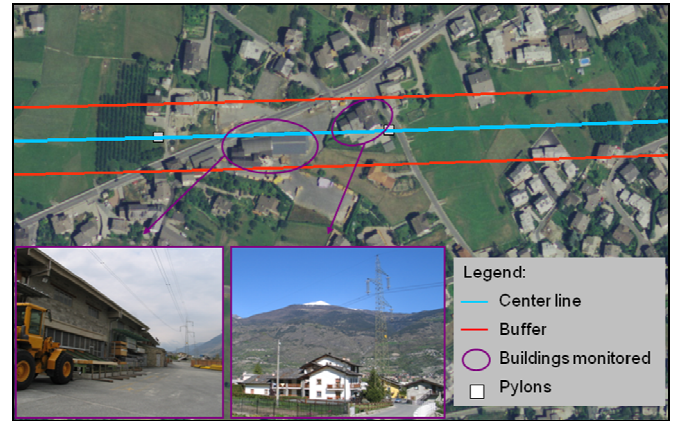 Legend:
Center line
Buffer
Buildings monitored
Pylons